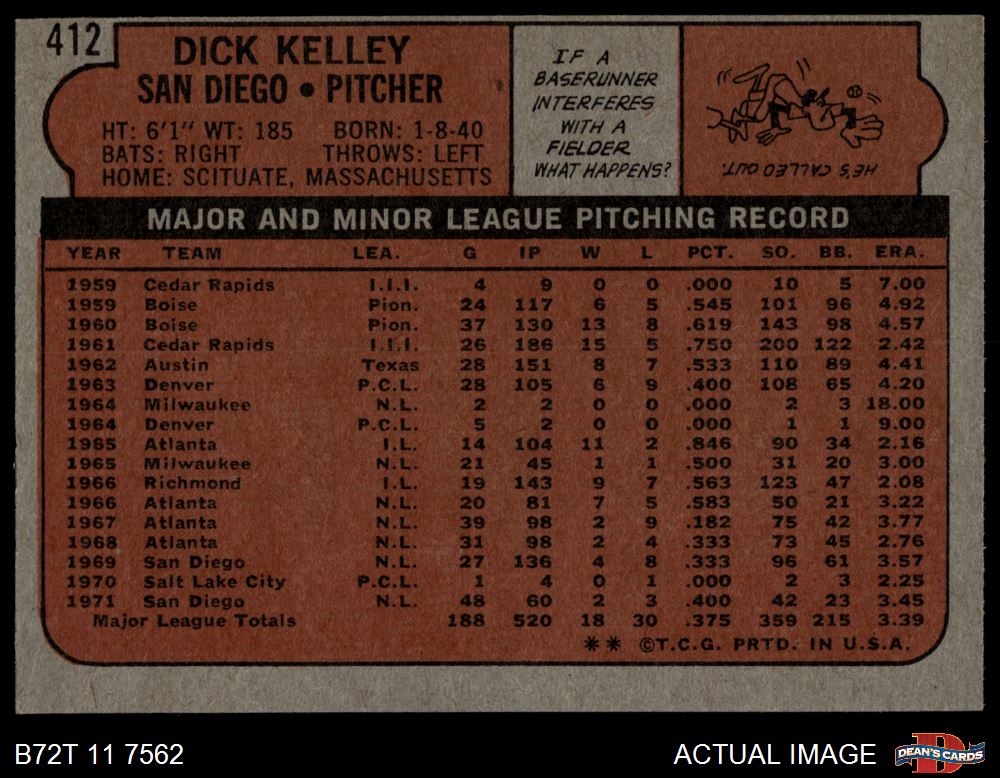 412
DICK KELLEY
SAN DIEGO • PITCHER
HT: 6'1" WT: 185 BORN: 1-8-40
BATS: RIGHT THROWS: LEFT
HOME: SCITUATE, MASSACHUSETTS
IF A
BASERUNNER
INTERFERES
WITH A
FIELDER
WHAT HAPPENS?
HE'S CALLED OUT.
MAJOR AND MINOR LEAGUE PITCHING RECORD
YEAR TEAM LEA. G IP W L PCT. SO. BB. ERA.
1959 Cedar Rapids I.I.I. 4 9 0 0 .000 10 5 7.00
1959 Boise Pion. 24 117 6 5 .545 101 96 4.92
1960 Boise Pion. 37 130 13 8 .619 143 98 4.57
1961 Cedar Rapids I.I.I. 26 186 15 5 .750 200 122 2.42
1962 Austin Texas 28 151 8 7 .533 110 89 4.41
1963 Denver P.C.L. 28 105 6 9 .400 108 65 4.20
1964 Milwaukee N.L. 2 2 0 0 .000 2 3 18.00
1964 Denver P.C.L. 5 2 0 0 .000 1 1 9.00
1965 Atlanta I.L. 14 104 11 2 .846 90 34 2.16
1965 Milwaukee N.L. 21 45 1 1 .500 31 20 3.00
1966 Richmond I.L. 19 143 9 7 .563 123 47 2.08
1966 Atlanta N.L. 20 81 7 5 .583 50 21 3.22
1967 Atlanta N.L. 39 98 2 9 .182 75 42 3.77
1968 Atlanta N.L. 31 98 2 4 .333 73 45 2.76
1969 San Diego N.L. 27 136 4 8 .333 96 61 3.57
1970 Salt Lake City P.C.L. 1 4 0 1 .000 2 3 2.25
1971 San Diego N.L. 48 60 2 3 .400 42 23 3.45
Major League Totals 188 520 18 30 .375 359 215 3.39
** ©T.C.G. PRTD. IN U.S.A.
B72T 11 7562
ACTUAL IMAGE
DEAN'S CARDS